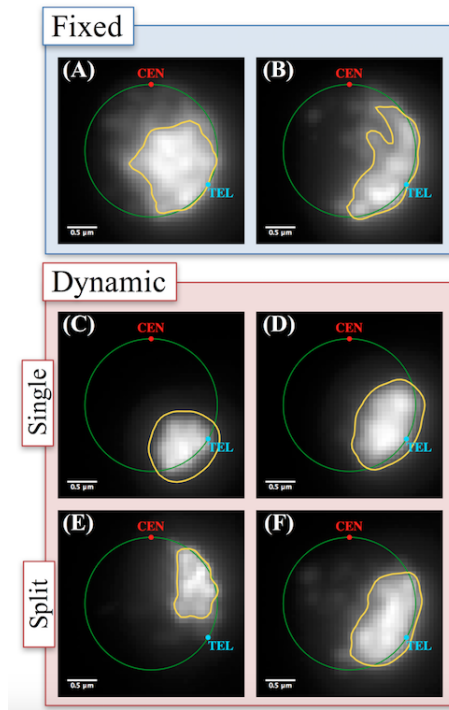 Fixed
(A) CEN TEL 0.5 μm
(B) CEN TEL 0.5 μm
Dynamic
Single
(C) CEN TEL 0.5 μm
(D) CEN TEL 0.5 μm
Split
(E) CEN TEL 0.5 μm
(F) CEN TEL 0.5 μm